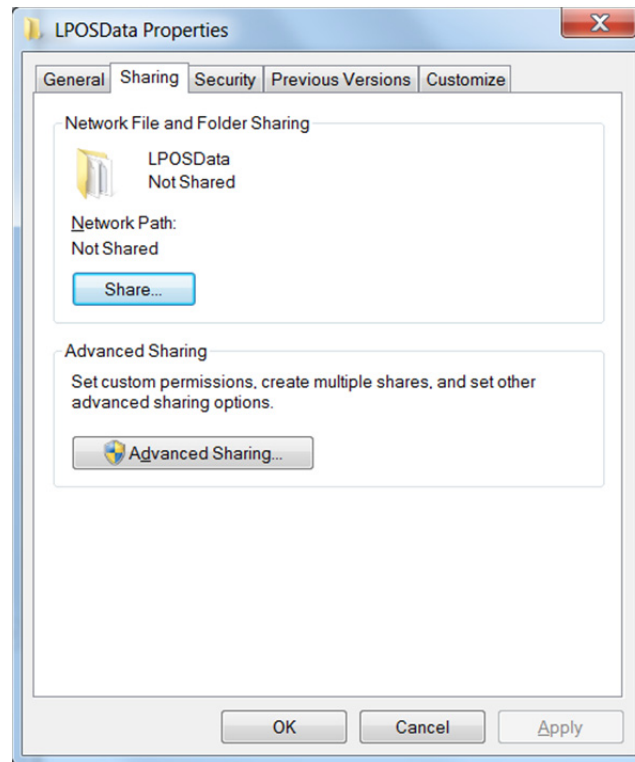 LPOSData Properties
X
General Sharing Security Previous Versions Customize
Network File and Folder Sharing
LPOSData
Not Shared
Network Path:
Not Shared
Share...
Advanced Sharing
Set custom permissions, create multiple shares, and set other
advanced sharing options.
Advanced Sharing...
OK Cancel Apply